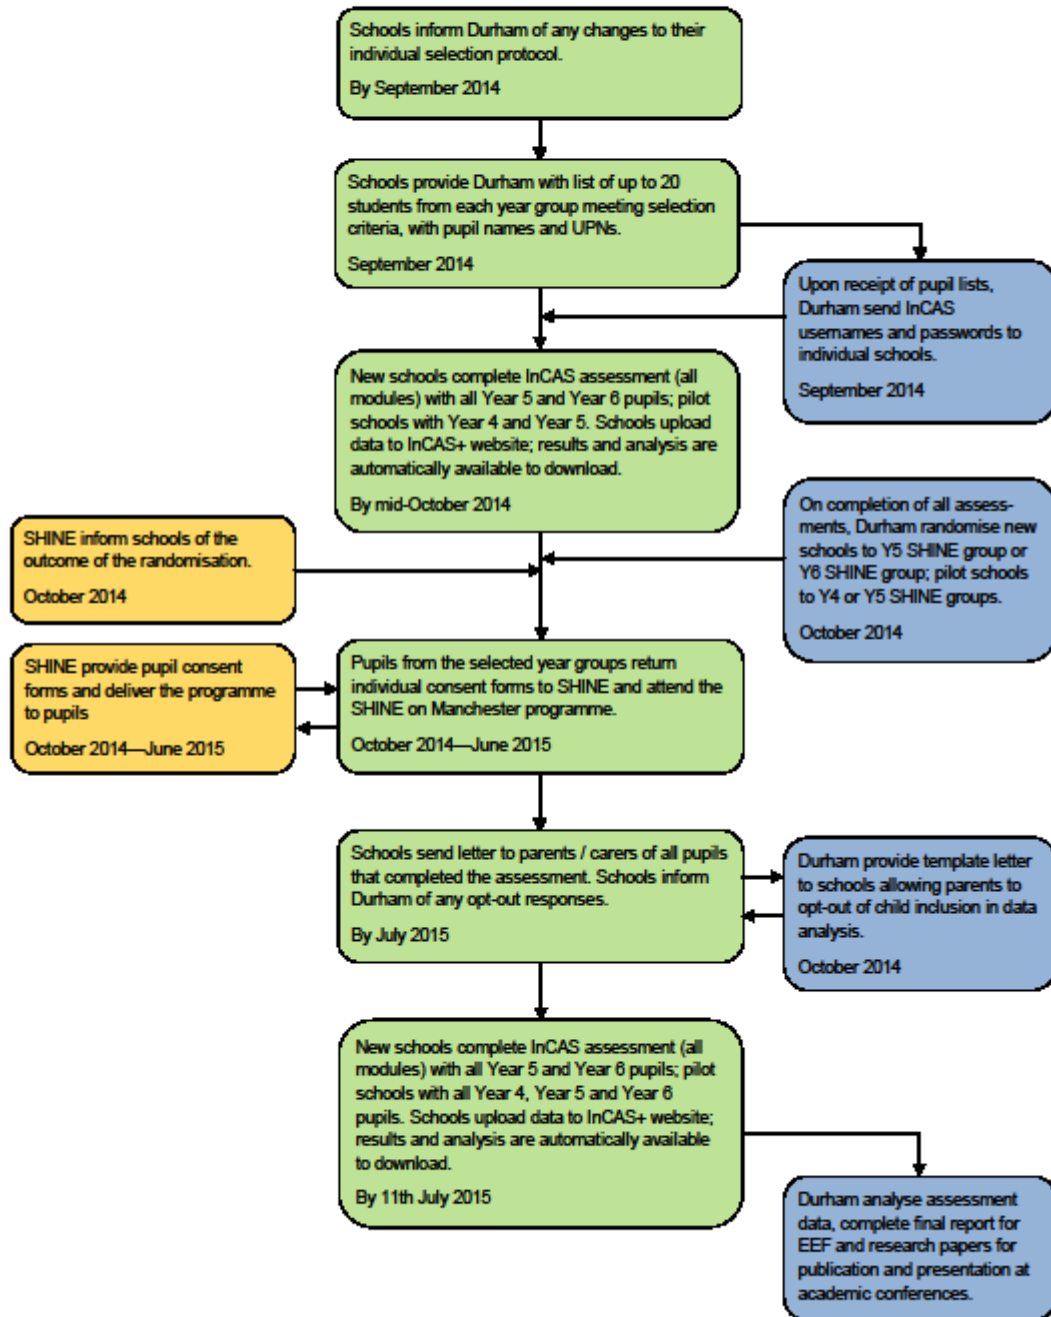 Schools inform Durham of any changes to their
individual selection protocol.
By September 2014
Schools provide Durham with list of up to 20
students from each year group meeting selection
criteria, with pupil names and UPNs.
September 2014
Upon receipt of pupil lists,
Durham send InCAS
usernames and passwords to
individual schools.
September 2014
New schools complete InCAS assessment (all
modules) with all Year 5 and Year 6 pupils; pilot
schools with Year 4 and Year 5. Schools upload
data to InCAS+ website; results and analysis are
automatically available to download.
By mid-October 2014
On completion of all assess-
ments, Durham randomise new
schools to Y5 SHINE group or
Y6 SHINE group; pilot schools
to Y4 or Y5 SHINE groups.
October 2014
SHINE inform schools of the
outcome of the randomisation.
October 2014
SHINE provide pupil consent
forms and deliver the programme
to pupils
October 2014—June 2015
Pupils from the selected year groups return
individual consent forms to SHINE and attend the
SHINE on Manchester programme.
October 2014—June 2015
Schools send letter to parents / carers of all pupils
that completed the assessment. Schools inform
Durham of any opt-out responses.
By July 2015
Durham provide template letter
to schools allowing parents to
opt-out of child inclusion in data
analysis.
October 2014
New schools complete InCAS assessment (all
modules) with all Year 5 and Year 6 pupils; pilot
schools with all Year 4, Year 5 and Year 6
pupils. Schools upload data to InCAS+ website;
results and analysis are automatically available
to download.
By 11th July 2015
Durham analyse assessment
data, complete final report for
EEF and research papers for
publication and presentation at
academic conferences.